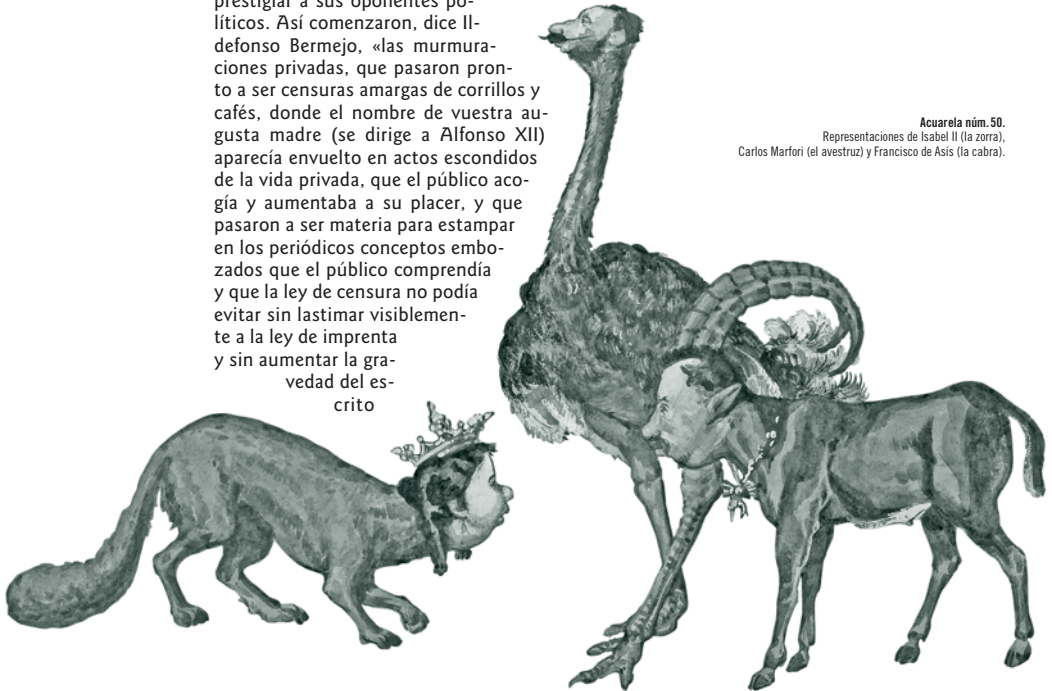 prestigiar a sus oponentes po-
líticos. Así comenzaron, dice Il-
defonso Bermejo, «las murmura-
ciones privadas, que pasaron pron-
to a ser censuras amargas de corrillos y
cafés, donde el nombre de vuestra au-
gusta madre (se dirige a Alfonso XII)
aparecía envuelto en actos escondidos
de la vida privada, que el público aco-
gía y aumentaba a su placer, y que
pasaron a ser materia para estampar
en los periódicos conceptos embo-
zados que el público comprendía
y que la ley de censura no podía
evitar sin lastimar visiblemen-
te a la ley de imprenta
y sin aumentar la gra-
vedad del es-
crito
Acuarela núm. 50.
Representaciones de Isabel II (la zorra),
Carlos Marfori (el avestruz) y Francisco de Asís (la cabra).